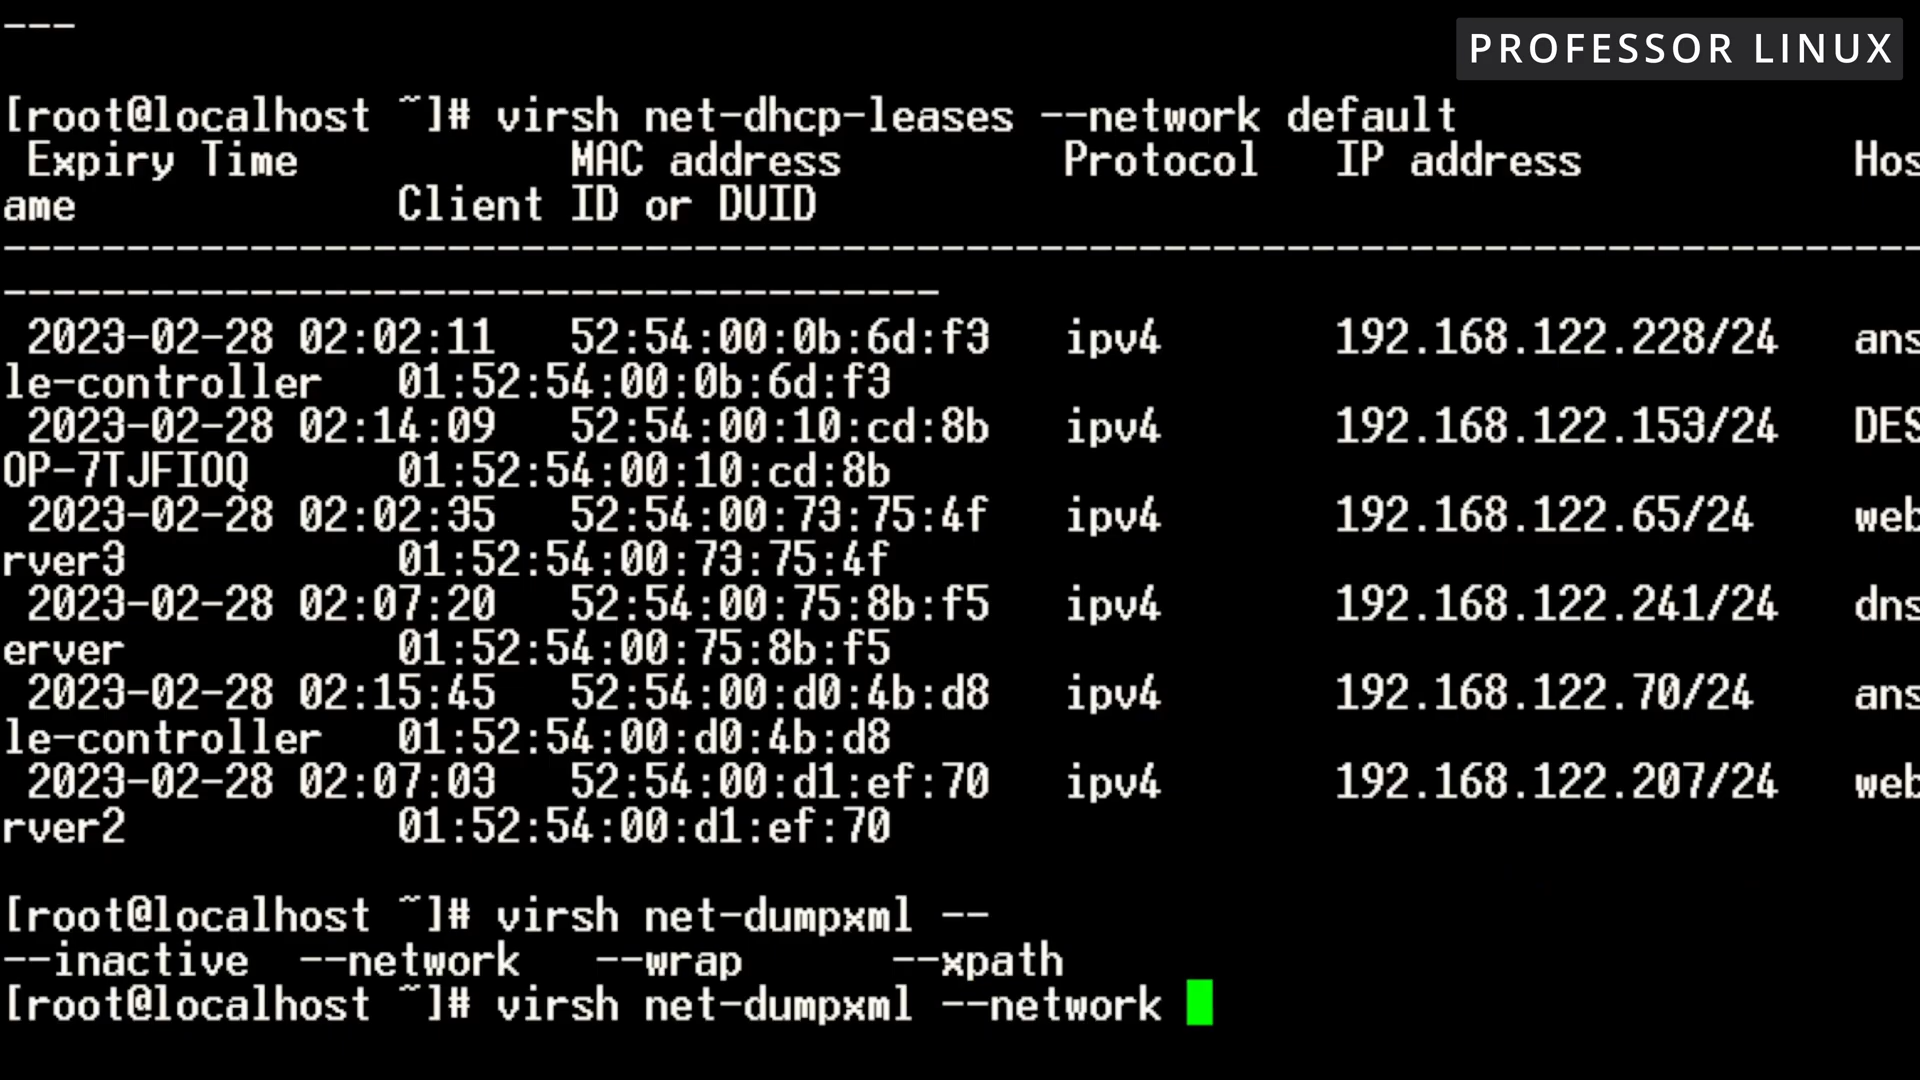 ---
PROFESSOR LINUX
[root@localhost ~]# virsh net-dhcp-leases --network default
 Expiry Time           MAC address         Protocol   IP address           Hos
ame             Client ID or DUID
------------------------------------------------------------------------------
--------------------------------------
 2023-02-28 02:02:11   52:54:00:0b:6d:f3   ipv4       192.168.122.228/24   ans
le-controller   01:52:54:00:0b:6d:f3
 2023-02-28 02:14:09   52:54:00:10:cd:8b   ipv4       192.168.122.153/24   DES
OP-7TJFIOQ      01:52:54:00:10:cd:8b
 2023-02-28 02:02:35   52:54:00:73:75:4f   ipv4       192.168.122.65/24    web
rver3           01:52:54:00:73:75:4f
 2023-02-28 02:07:20   52:54:00:75:8b:f5   ipv4       192.168.122.241/24   dns
erver           01:52:54:00:75:8b:f5
 2023-02-28 02:15:45   52:54:00:d0:4b:d8   ipv4       192.168.122.70/24    ans
le-controller   01:52:54:00:d0:4b:d8
 2023-02-28 02:07:03   52:54:00:d1:ef:70   ipv4       192.168.122.207/24   web
rver2           01:52:54:00:d1:ef:70
[root@localhost ~]# virsh net-dumpxml --
--inactive  --network   --wrap      --xpath
[root@localhost ~]# virsh net-dumpxml --network